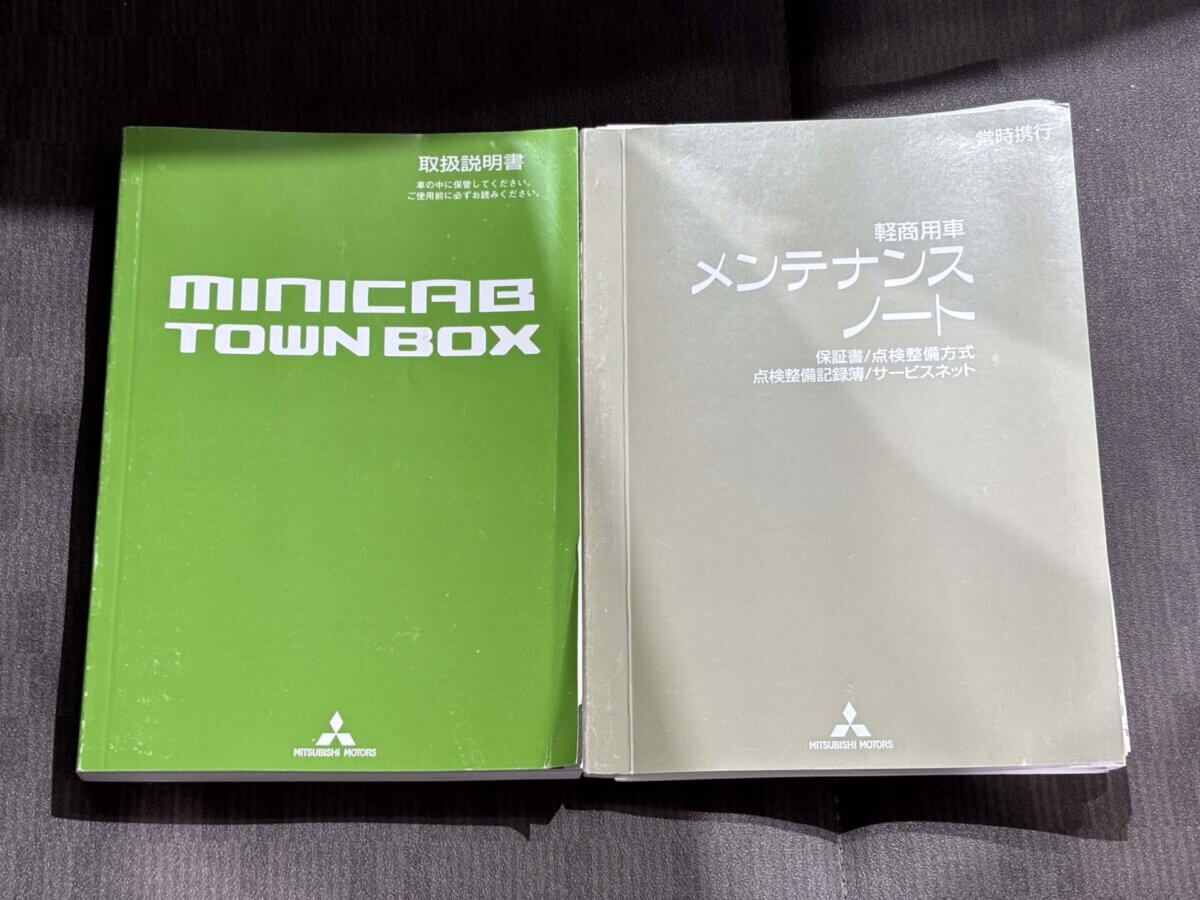 取扱説明書
車の中に保管してください。
ご使用前に必ずお読みください。
MINICAB
TOWN BOX
MITSUBISHI MOTORS
常時携行
軽商用車
メンテナンス
ノート
保証書/点検整備方式
点検整備記録簿/サービスネット
MITSUBISHI MOTORS